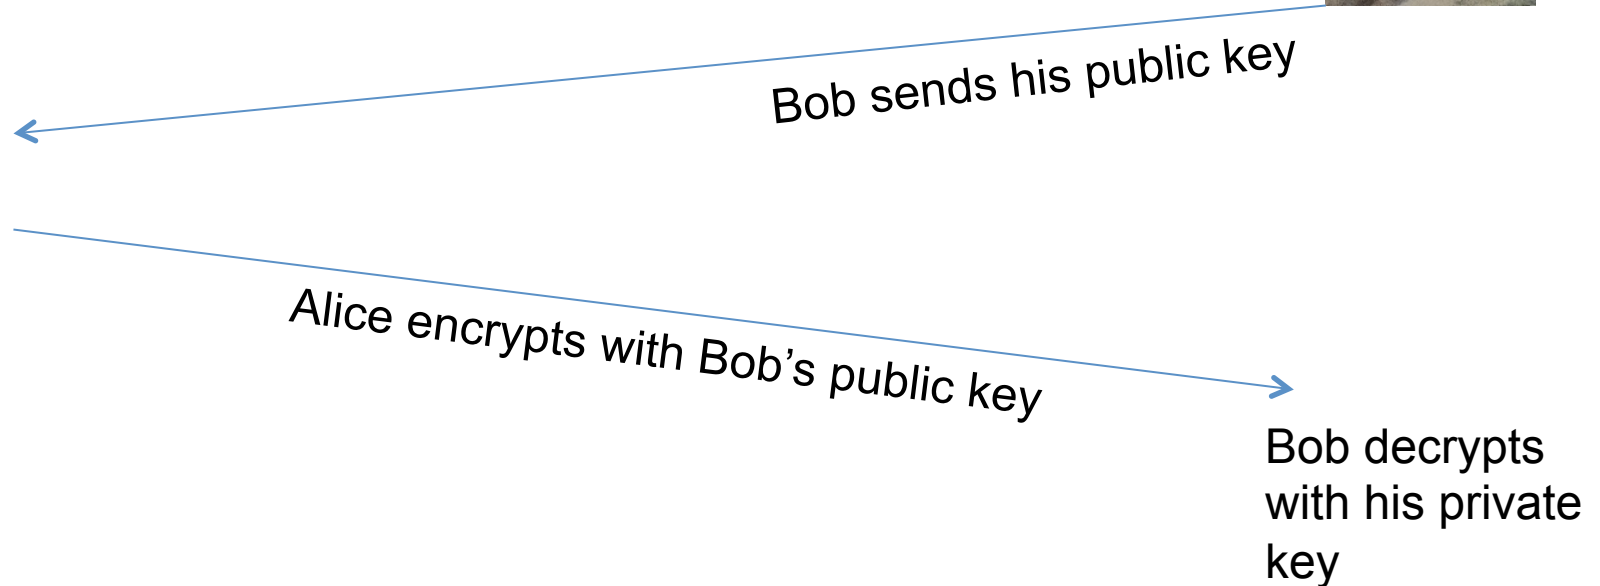 Bob sends his public key
Alice encrypts with Bob’s public key
Bob decrypts
with his private
key